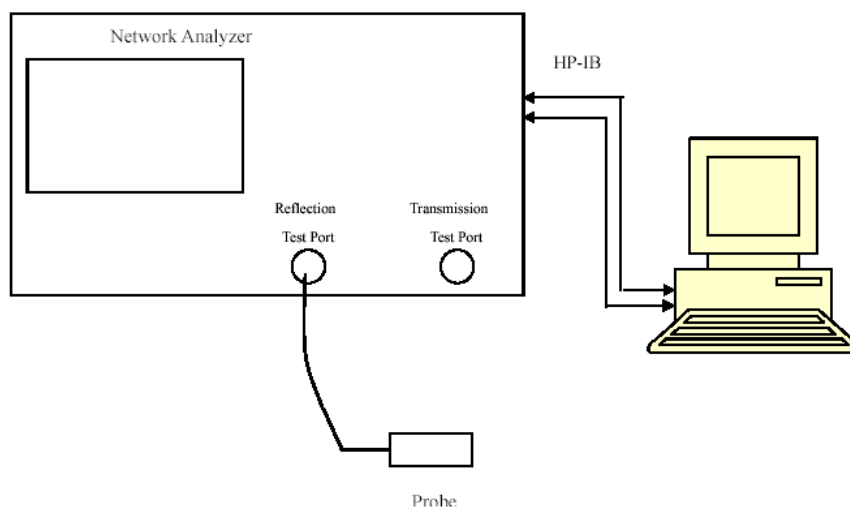 Network Analyzer
HP-IB
Reflection
Test Port
Transmission
Test Port
Probe